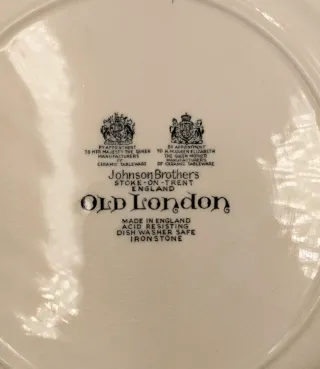 BY APPOINTMENT
TO HER MAJESTY THE QUEEN
MANUFACTURERS
OF
CERAMIC TABLEWARE
BY APPOINTMENT
TO H.M. QUEEN ELIZABETH
THE QUEEN MOTHER
MANUFACTURERS
OF CERAMIC TABLEWARE
Johnson Brothers
STOKE-ON-TRENT
ENGLAND
OLD LONDON
MADE IN ENGLAND
ACID RESISTING
DISH WASHER SAFE
IRONSTONE